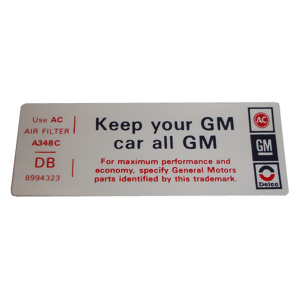 Use AC
AIR FILTER
A348C
DB
8994323
Keep your GM
car all GM
For maximum performance and
economy, specify General Motors
parts identified by this trademark.
AC
GM
Delco